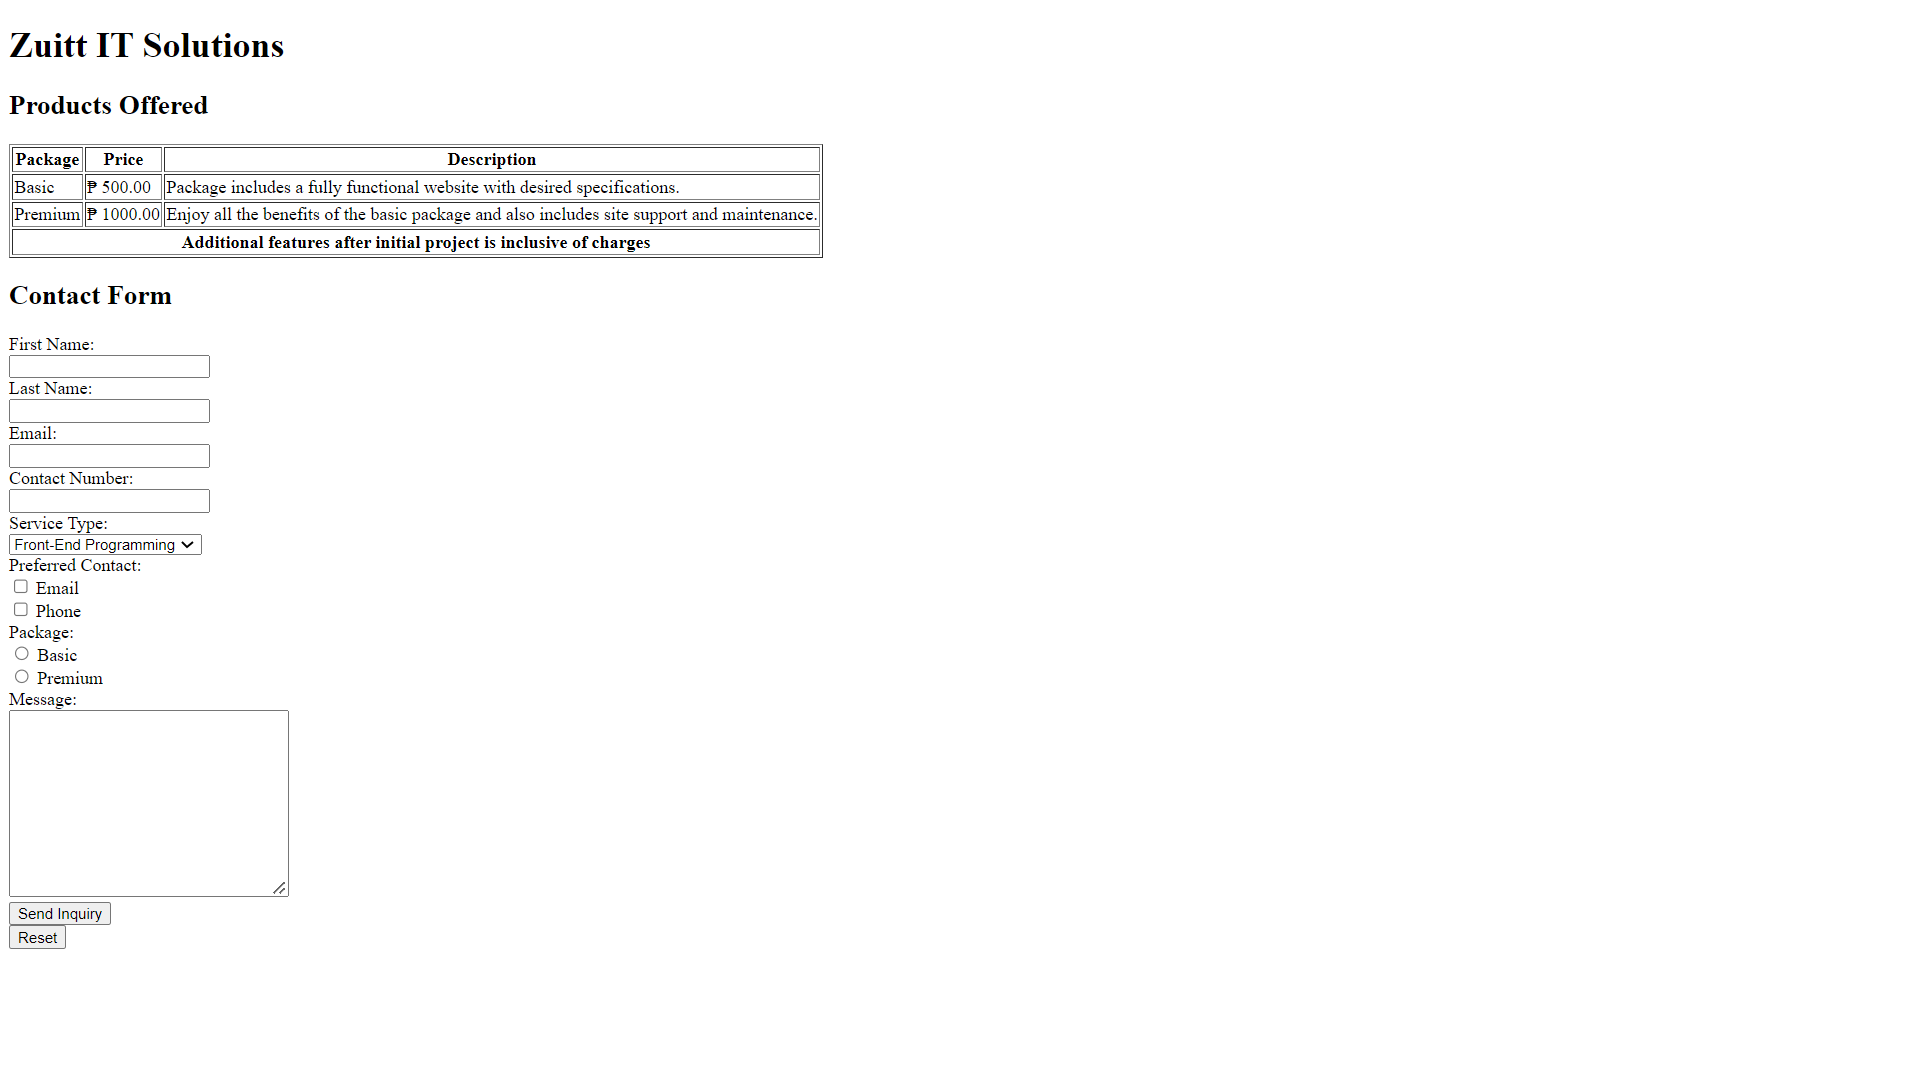 Zuitt IT Solutions
Products Offered
Package Price Description
Basic ₱ 500.00 Package includes a fully functional website with desired specifications.
Premium ₱ 1000.00 Enjoy all the benefits of the basic package and also includes site support and maintenance.
Additional features after initial project is inclusive of charges
Contact Form
First Name:
Last Name:
Email:
Contact Number:
Service Type:
Front-End Programming
Preferred Contact:
Email
Phone
Package:
Basic
Premium
Message:
Send Inquiry
Reset